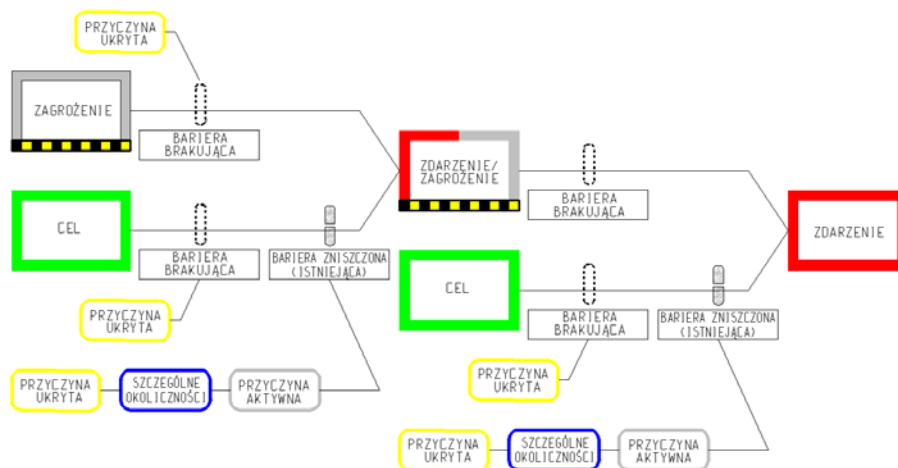 PRZYCZYNA
UKRYTA
ZAGROŻENIE
BARIERA
BRAKUJĄCA
ZDARZENIE/
ZAGROŻENIE
BARIERA
BRAKUJĄCA
CEL
BARIERA
BRAKUJĄCA
BARIERA ZNISZCZONA
(ISTNIEJĄCA)
ZDARZENIE
CEL
BARIERA
BRAKUJĄCA
BARIERA ZNISZCZONA
(ISTNIEJĄCA)
PRZYCZYNA
UKRYTA
PRZYCZYNA
UKRYTA
SZCZEGÓLNE
OKOLICZNOŚCI
PRZYCZYNA
AKTYWNA
PRZYCZYNA
UKRYTA
PRZYCZYNA
UKRYTA
SZCZEGÓLNE
OKOLICZNOŚCI
PRZYCZYNA
AKTYWNA